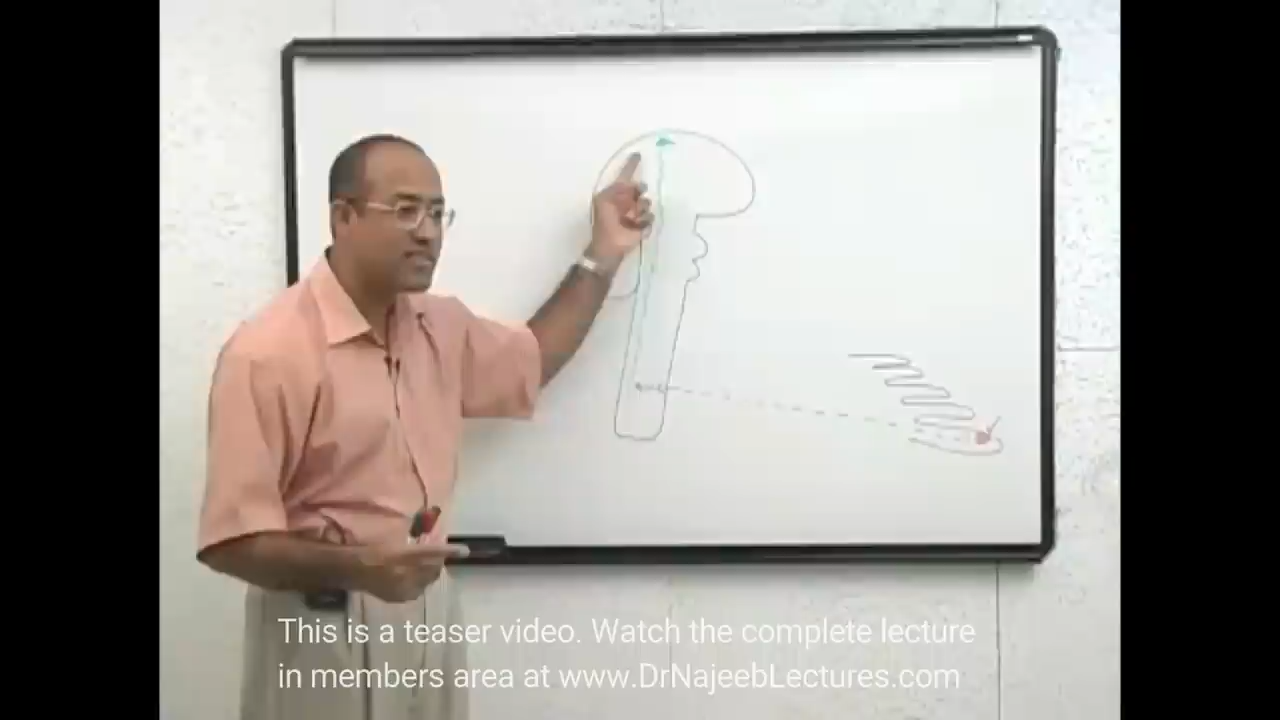 This is a teaser video. Watch the complete lecture
in members area at www.DrNajeebLectures.com